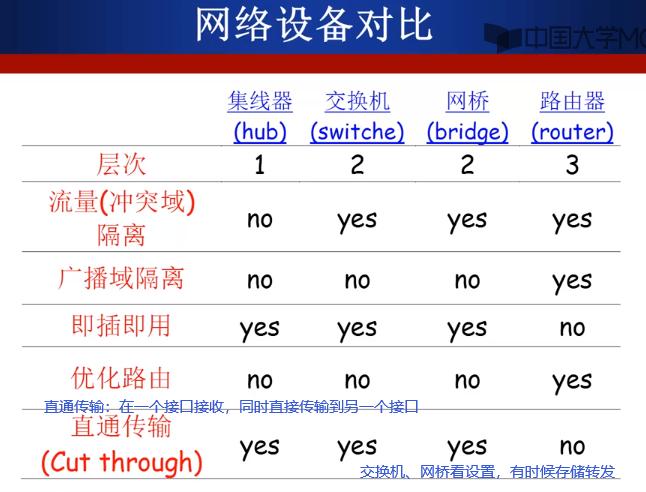 网络设备对比
中国大学MO
集线器 交换机 网桥 路由器
(hub) (switche) (bridge) (router)
层次 1 2 2 3
流量(冲突域)
隔离 no yes yes yes
广播域隔离 no no no yes
即插即用 yes yes yes no
优化路由 no no no yes
直通传输：在一个接口接收，同时直接传输到另一个接口
直通传输
(Cut through) yes yes yes no
交换机、网桥看设置，有时候存储转发